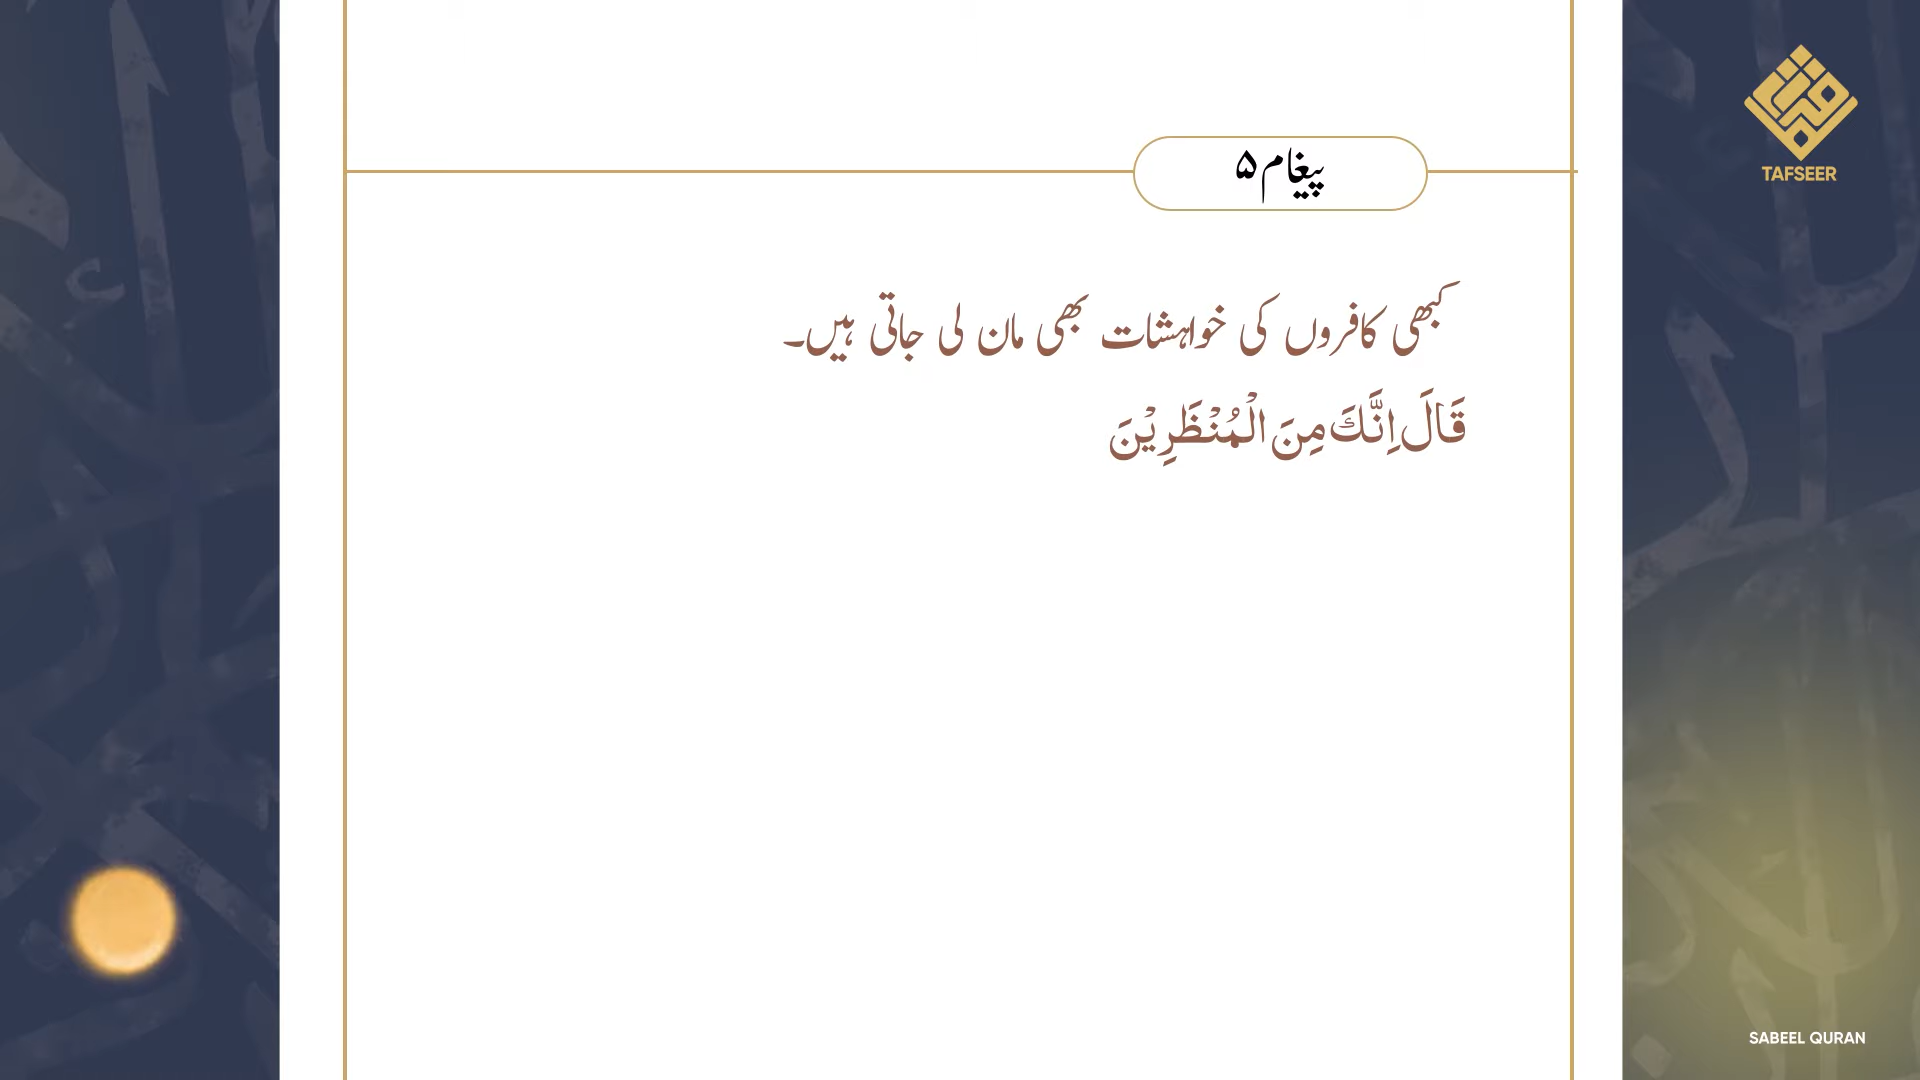 پیغام ۵
TAFSEER
کبھی کافروں کی خواہشات بھی مان لی جاتی ہیں۔
قَالَ اِنَّكَ مِنَ الْمُنْظَرِيْنَ
SABEEL QURAN